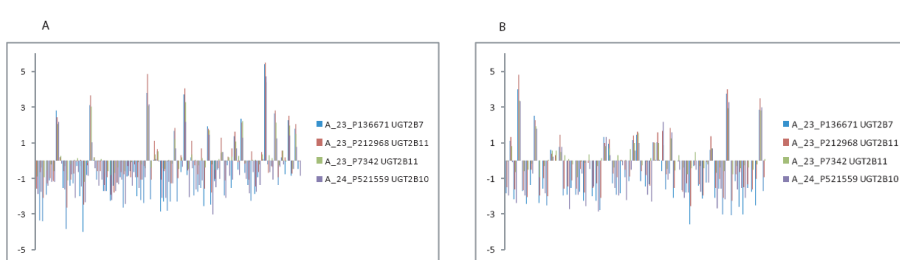 A
5
3
1
-1
-3
-5
A_23_P136671 UGT2B7
A_23_P212968 UGT2B11
A_23_P7342 UGT2B11
A_24_P521559 UGT2B10
B
5
3
1
-1
-3
-5
A_23_P136671 UGT2B7
A_23_P212968 UGT2B11
A_23_P7342 UGT2B11
A_24_P521559 UGT2B10